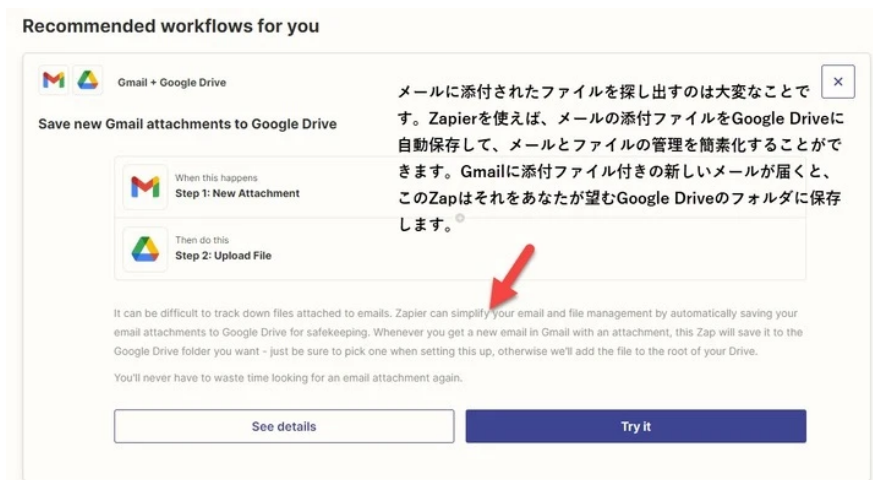 Recommended workflows for you
Gmail + Google Drive
Save new Gmail attachments to Google Drive
メールに添付されたファイルを探し出すのは大変なことで
す。Zapierを使えば、メールの添付ファイルをGoogle Driveに
自動保存して、メールとファイルの管理を簡素化することがで
きます。Gmailに添付ファイル付きの新しいメールが届くと、
このZapはそれをあなたが望むGoogle Driveのフォルダに保存
します。
When this happens
Step 1: New Attachment
Then do this
Step 2: Upload File
It can be difficult to track down files attached to emails. Zapier can simplify your email and file management by automatically saving your
email attachments to Google Drive for safekeeping. Whenever you get a new email in Gmail with an attachment, this Zap will save it to the
Google Drive folder you want - just be sure to pick one when setting this up, otherwise we'll add the file to the root of your Drive.
You'll never have to waste time looking for an email attachment again.
See details
Try it